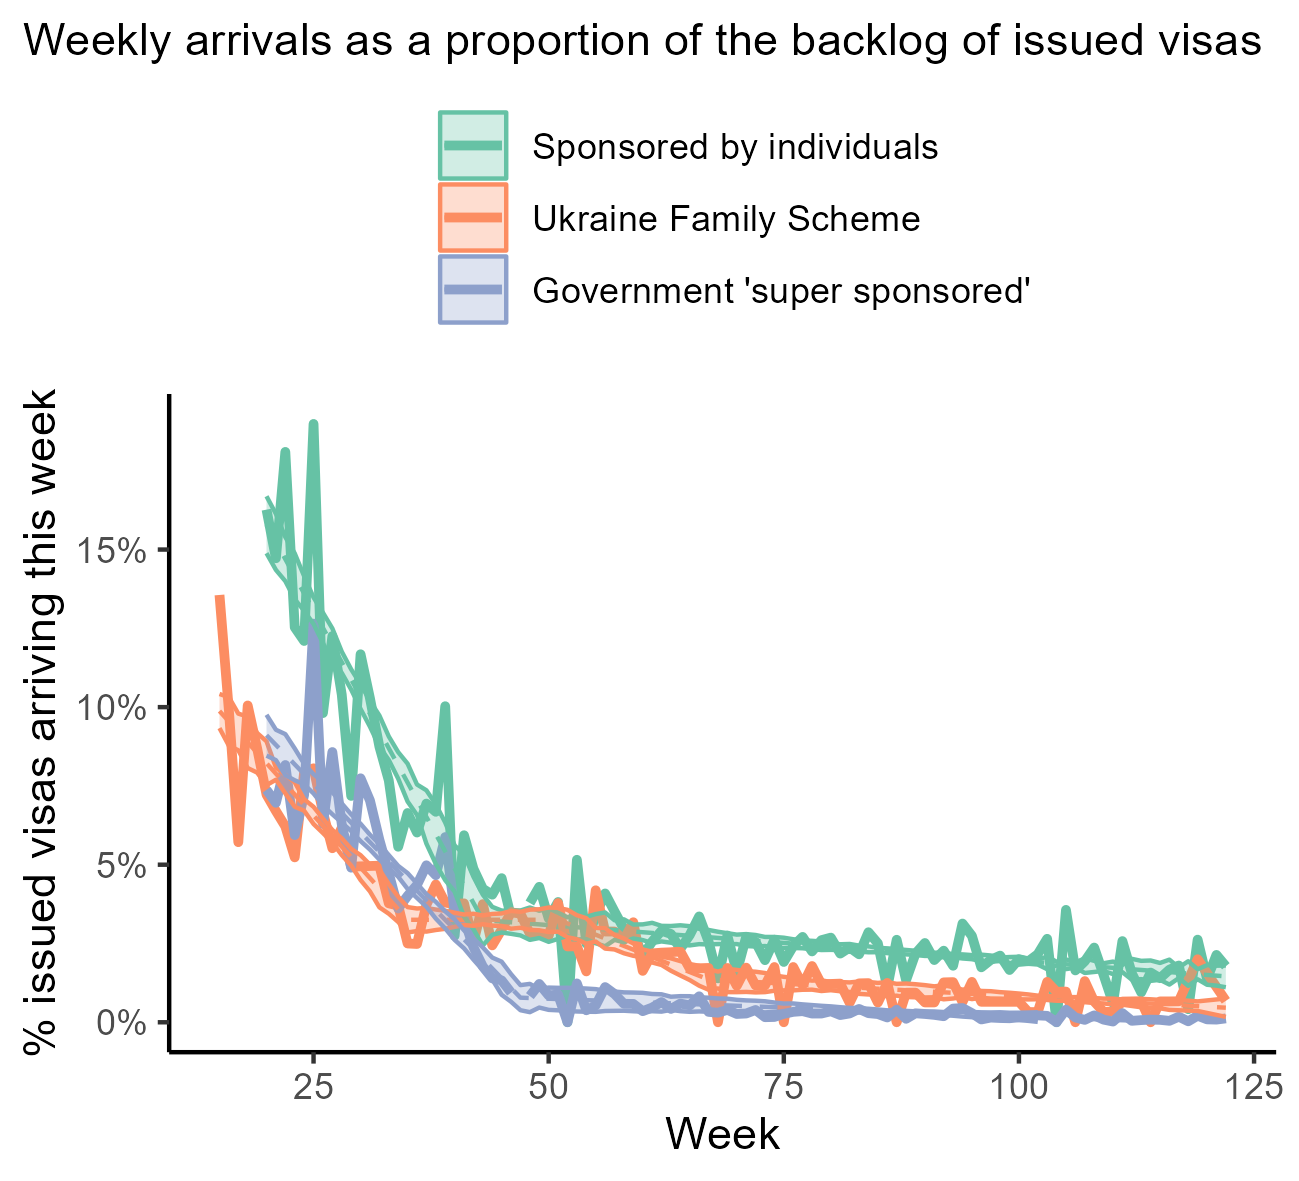 Weekly arrivals as a proportion of the backlog of issued visas
Sponsored by individuals
Ukraine Family Scheme
Government 'super sponsored'
% issued visas arriving this week
15%
10%
5%
0%
25 50 75 100 125
Week